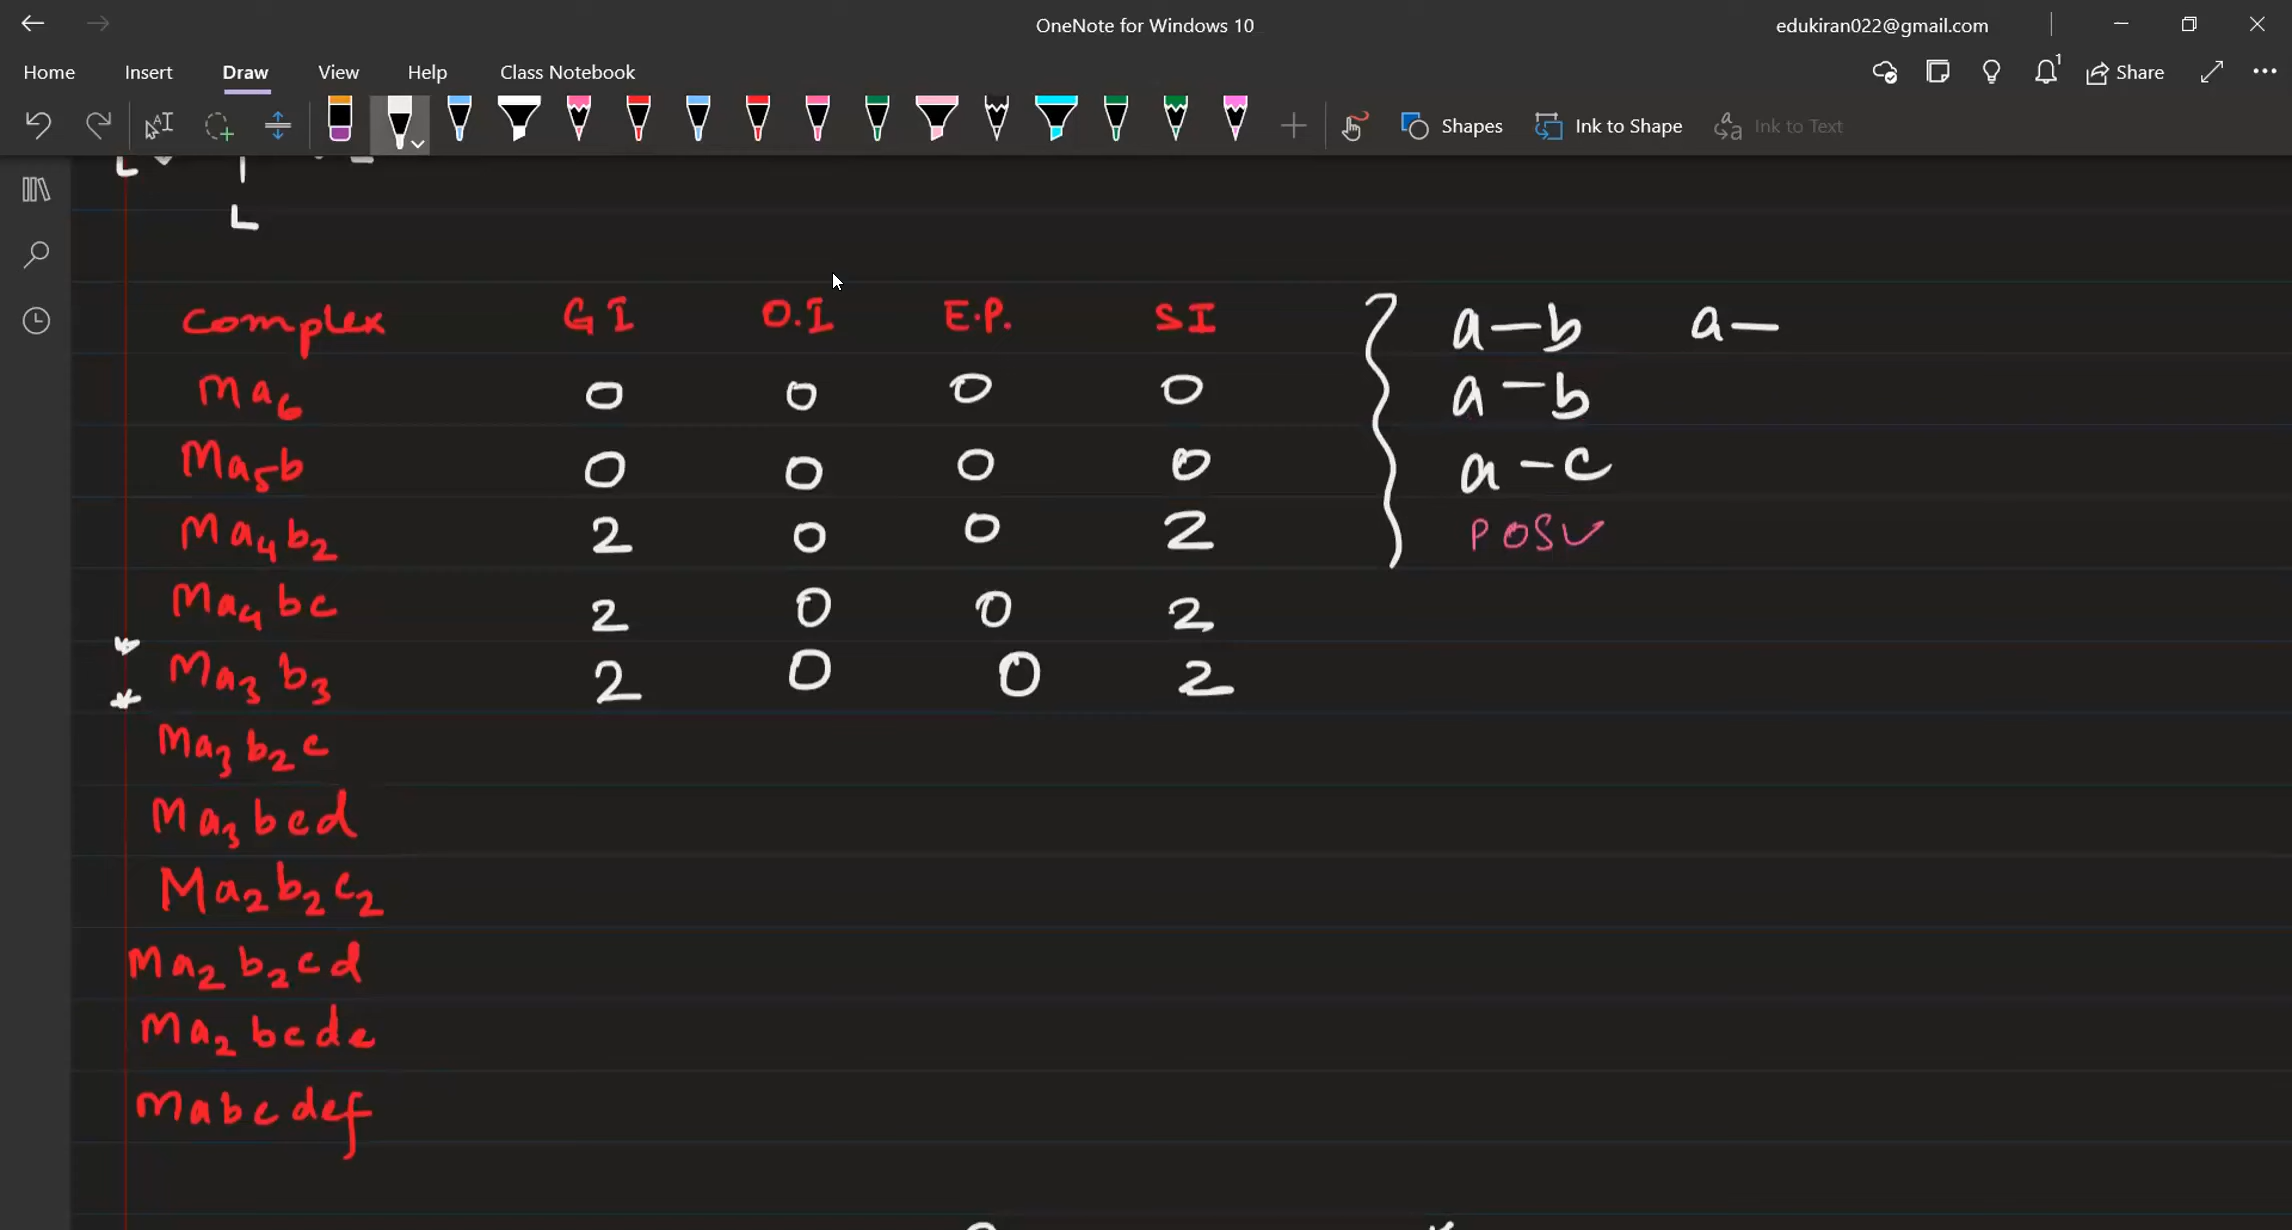 OneNote for Windows 10
edukiran022@gmail.com
Home Insert Draw View Help Class Notebook
1 Share
Shapes Ink to Shape Ink to Text
L
Complex GI O.I E.P. SI a-b a-
Ma6 0 0 0 0 a-b
Ma5b 0 0 0 0 a-c
Ma4b2 2 0 0 2 POS✓
Ma4bc 2 0 0 2
* Ma3b3 2 0 0 2
* Ma3b2c
Ma3bcd
Ma2b2c2
Ma2b2cd
Ma2bcde
Mabcdef